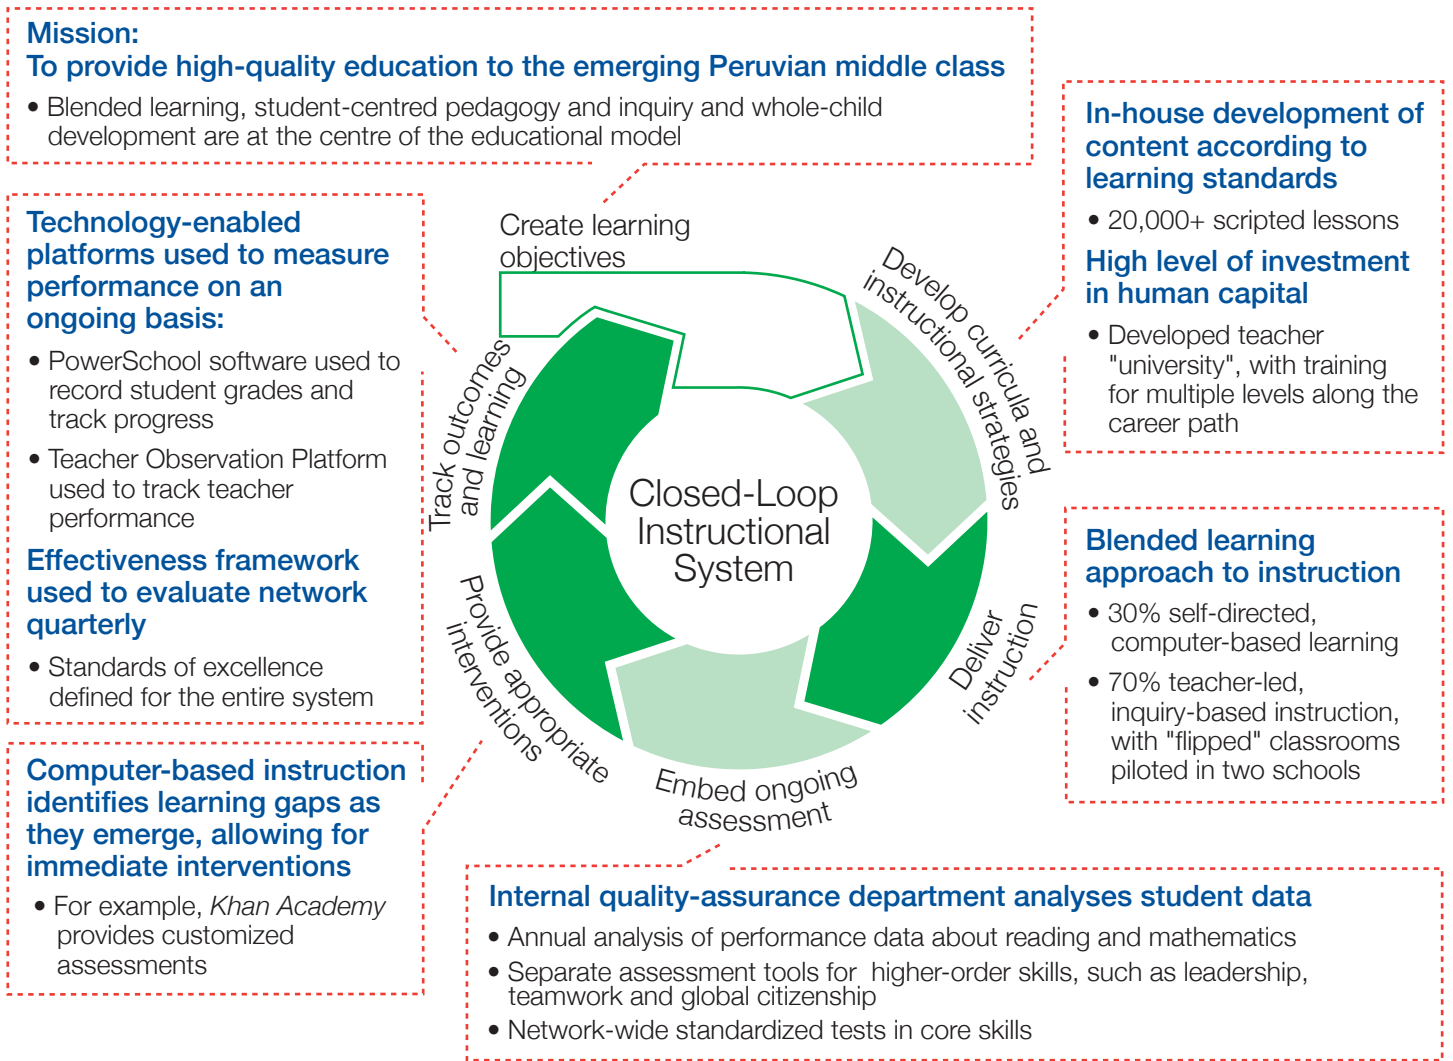 Mission:
To provide high-quality education to the emerging Peruvian middle class
• Blended learning, student-centred pedagogy and inquiry and whole-child
development are at the centre of the educational model
In-house development of
content according to
learning standards
• 20,000+ scripted lessons
High level of investment
in human capital
• Developed teacher
"university", with training
for multiple levels along the
career path
Technology-enabled
platforms used to measure
performance on an
ongoing basis:
• PowerSchool software used to
record student grades and
track progress
• Teacher Observation Platform
used to track teacher
performance
Effectiveness framework
used to evaluate network
quarterly
• Standards of excellence
defined for the entire system
Create learning
objectives
Develop curricula and
instructional strategies
Track outcomes
and learning
Closed-Loop
Instructional
System
Deliver
instruction
Provide appropriate
interventions
Embed ongoing
assessment
Blended learning
approach to instruction
• 30% self-directed,
computer-based learning
• 70% teacher-led,
inquiry-based instruction,
with "flipped" classrooms
piloted in two schools
Computer-based instruction
identifies learning gaps as
they emerge, allowing for
immediate interventions
• For example, Khan Academy
provides customized
assessments
Internal quality-assurance department analyses student data
• Annual analysis of performance data about reading and mathematics
• Separate assessment tools for higher-order skills, such as leadership,
teamwork and global citizenship
• Network-wide standardized tests in core skills